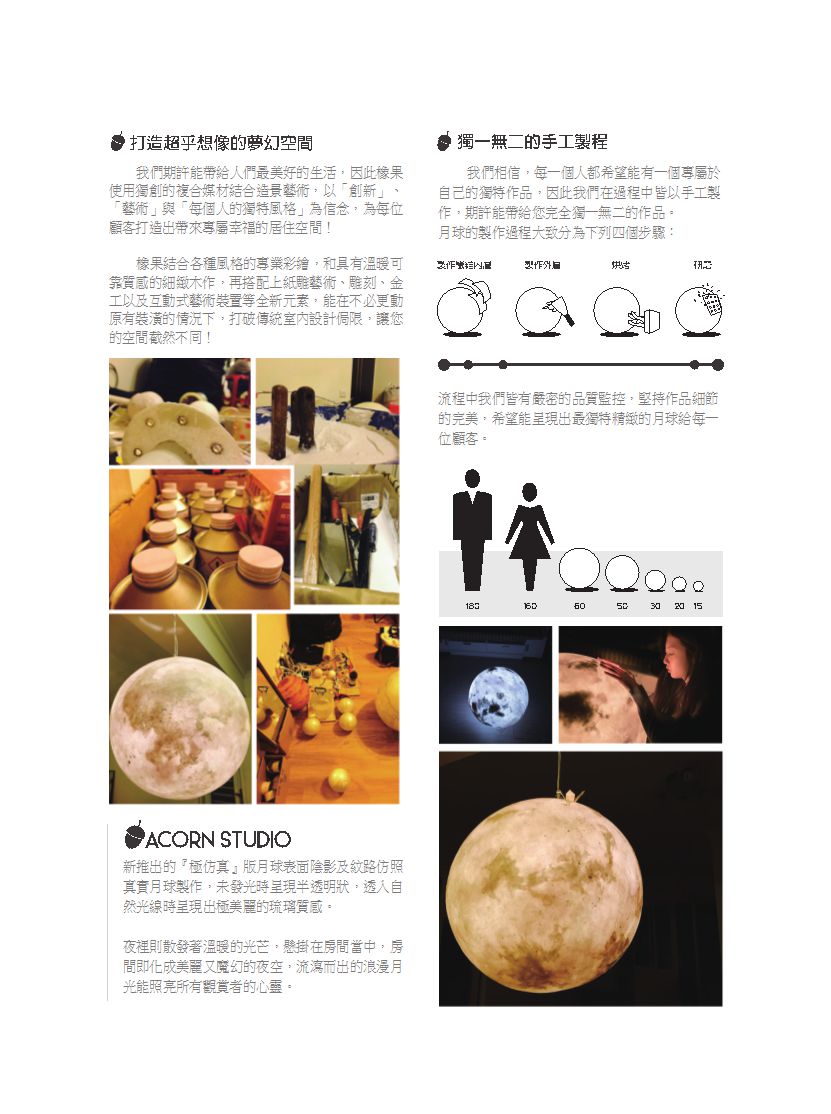 打造超乎想像的夢幻空間
我們期許能帶給人們最美好的生活，因此橡果
使用獨創的複合媒材結合造景藝術，以「創新」、
「藝術」與「每個人的獨特風格」為信念，為每位
顧客打造出帶來專屬幸福的居住空間！
橡果結合各種風格的專業彩繪，和具有溫暖可
靠質感的細緻木作，再搭配上紙雕藝術、雕刻、金
工以及互動式藝術裝置等全新元素，能在不必更動
原有裝潢的情況下，打破傳統室內設計侷限，讓您
的空間截然不同！
ACORN STUDIO
新推出的『極仿真』版月球表面陰影及紋路仿照
真實月球製作，未發光時呈現半透明狀，透入自
然光線時呈現出極美麗的琉璃質感。
夜裡則散發著溫暖的光芒，懸掛在房間當中，房
間即化成美麗又魔幻的夜空，流瀉而出的浪漫月
光能照亮所有觀賞者的心靈。
獨一無二的手工製程
我們相信，每一個人都希望能有一個專屬於
自己的獨特作品，因此我們在過程中皆以手工製
作，期許能帶給您完全獨一無二的作品。
月球的製作過程大致分為下列四個步驟：
製作雙結內層 製作外層 烘烤
流程中我們皆有嚴密的品質監控，堅持作品細節
的完美，希望能呈現出最獨特精緻的月球給每一
位顧客。
180 160 60 50 30 20 15